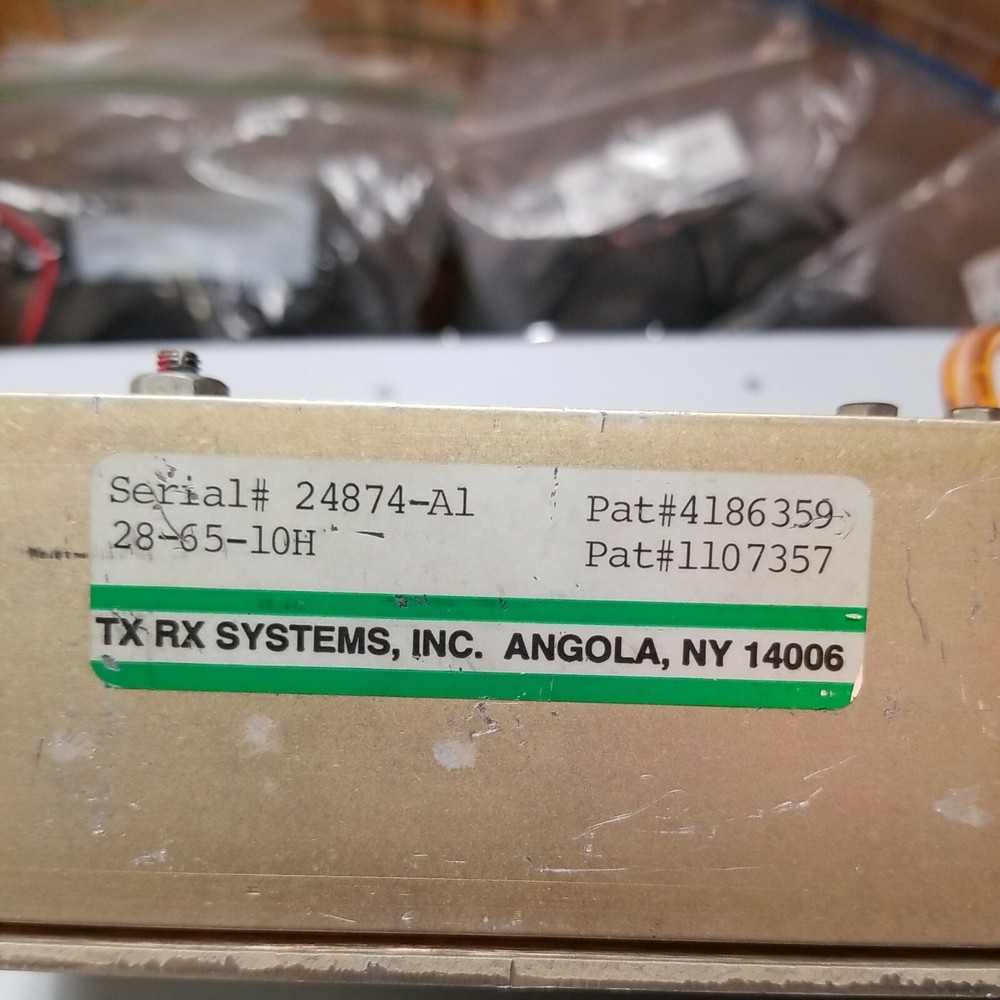 Serial# 24874-A1
28-65-10H
Pat#4186359
Pat#1107357
TX RX SYSTEMS, INC. ANGOLA, NY 14006